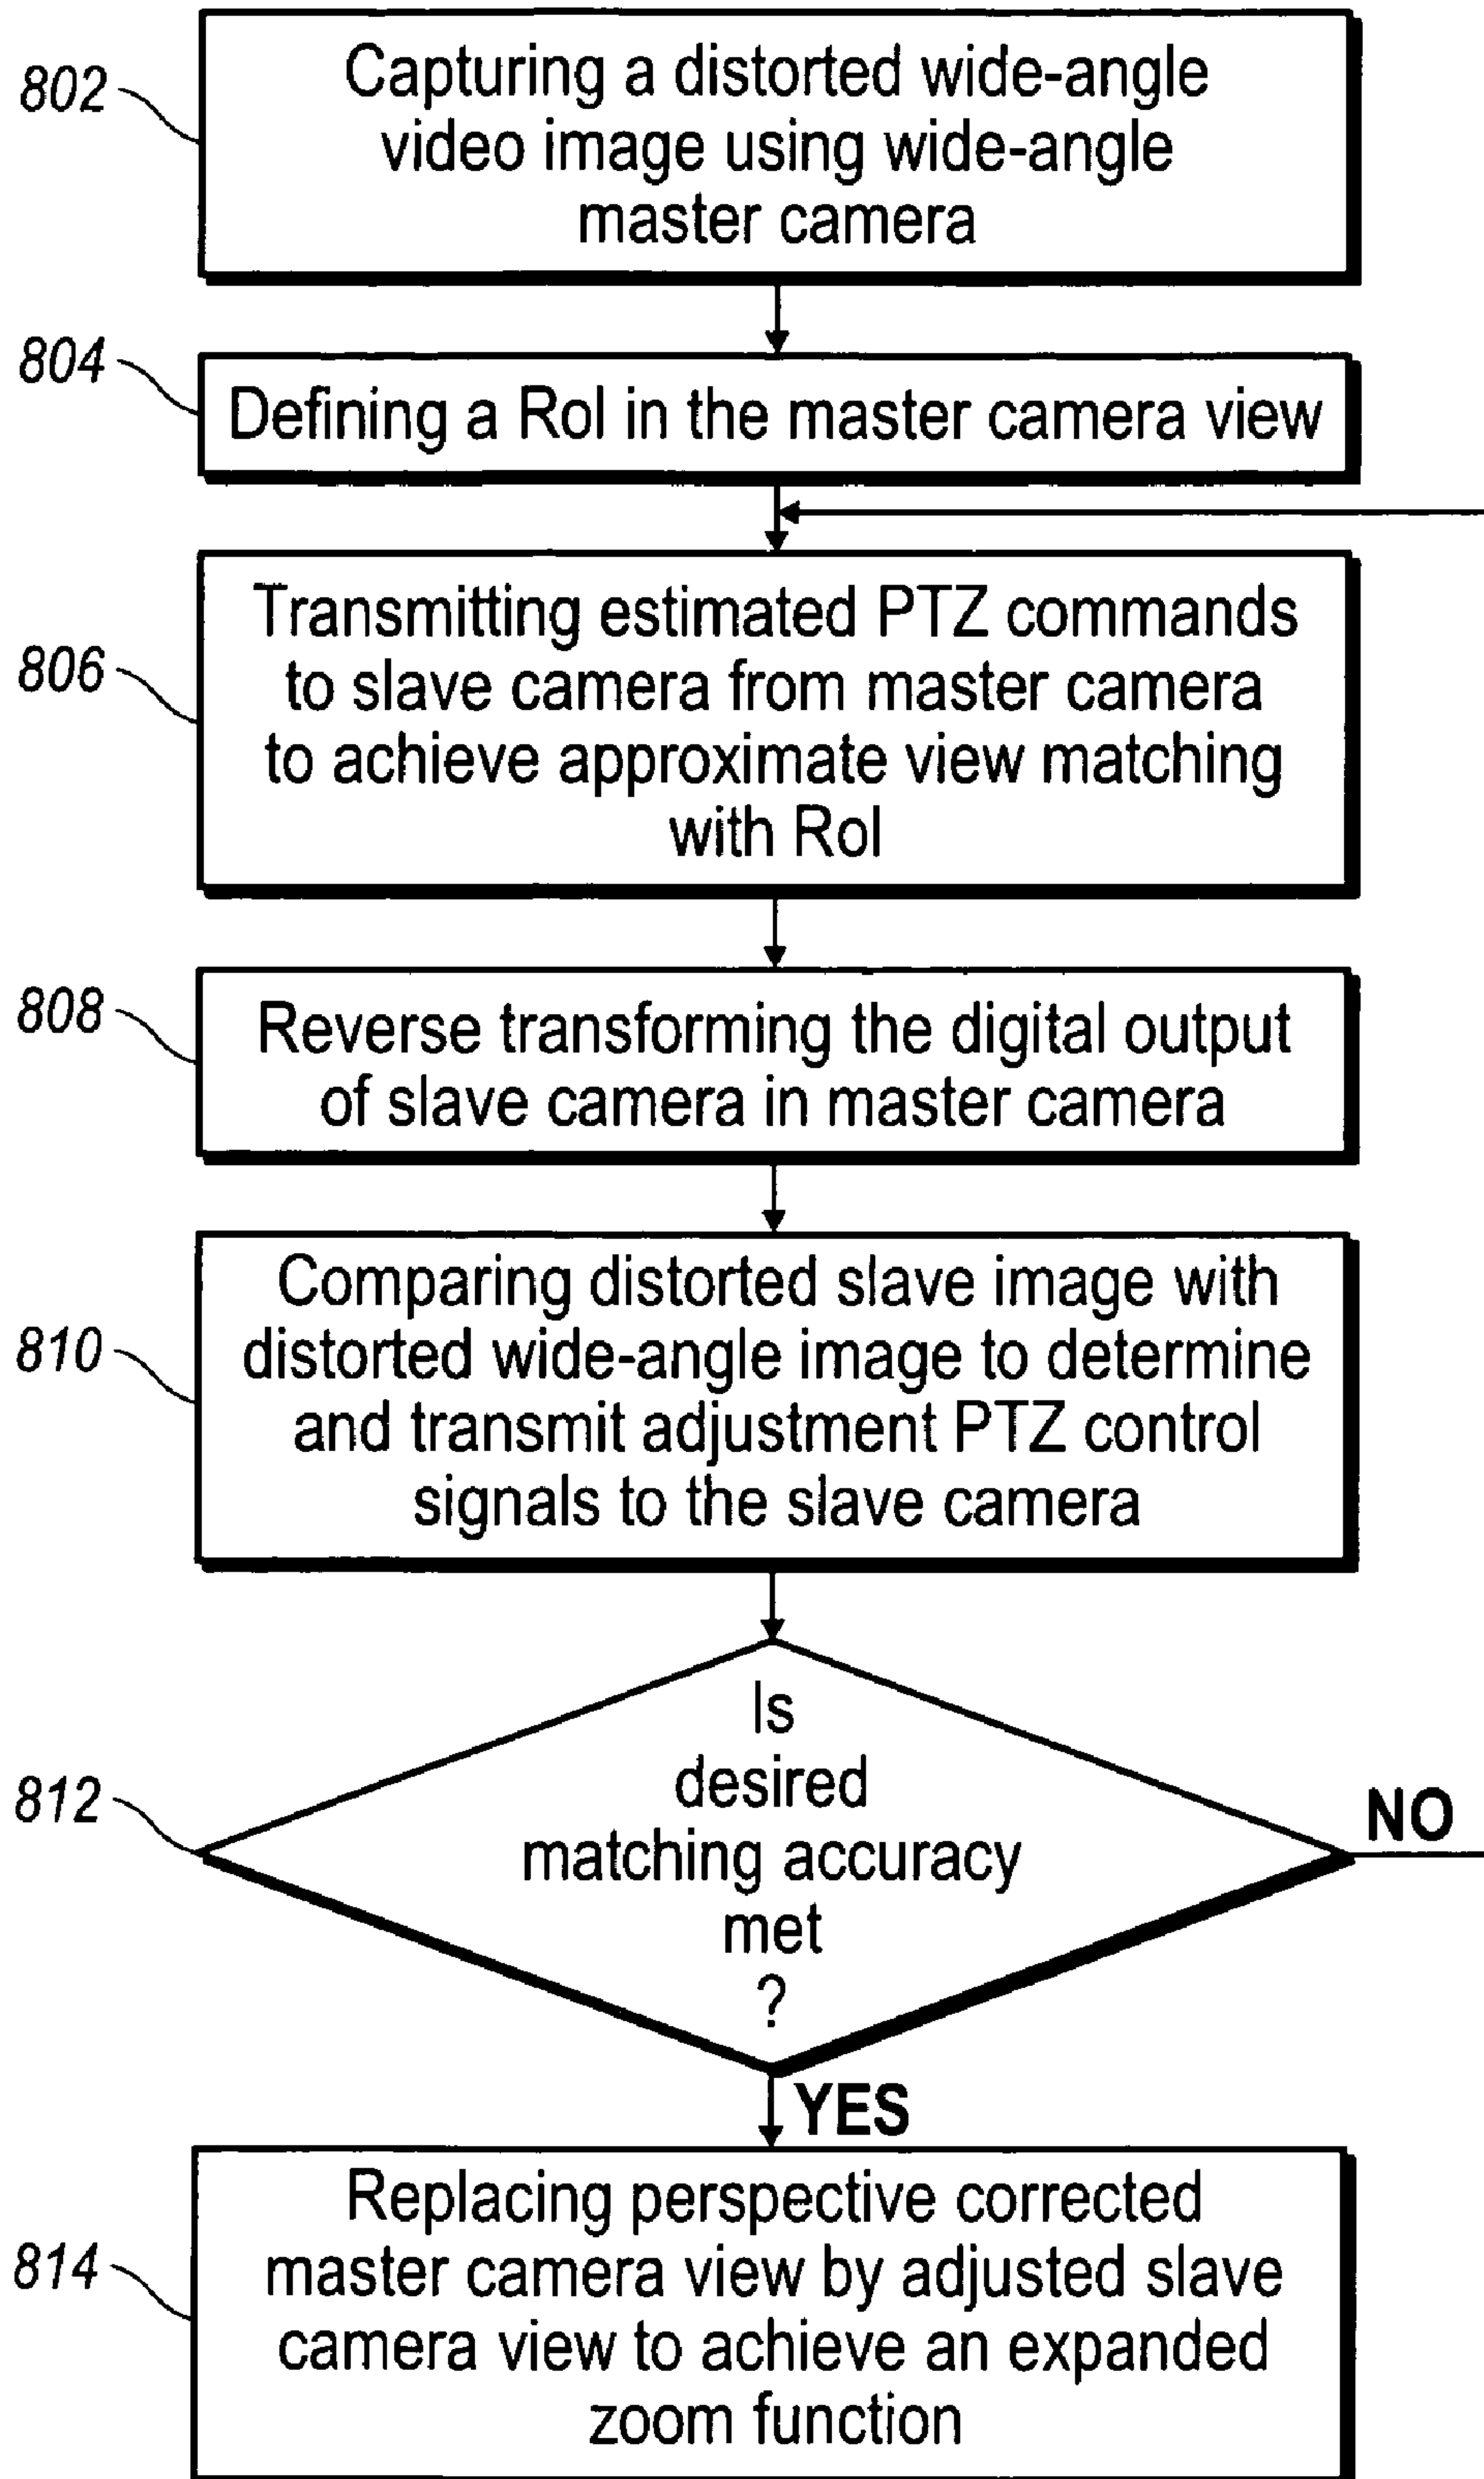 802
Capturing a distorted wide-angle
video image using wide-angle
master camera
804
Defining a RoI in the master camera view
806
Transmitting estimated PTZ commands
to slave camera from master camera
to achieve approximate view matching
with RoI
808
Reverse transforming the digital output
of slave camera in master camera
810
Comparing distorted slave image with
distorted wide-angle image to determine
and transmit adjustment PTZ control
signals to the slave camera
812
Is
desired
matching accuracy
met
?
NO
YES
814
Replacing perspective corrected
master camera view by adjusted slave
camera view to achieve an expanded
zoom function